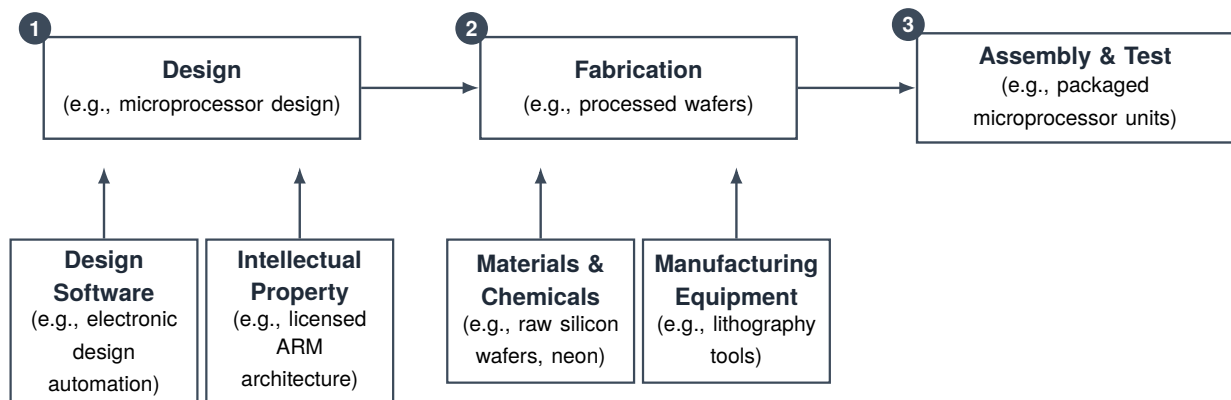 1
Design
(e.g., microprocessor design)
2
Fabrication
(e.g., processed wafers)
3
Assembly & Test
(e.g., packaged
microprocessor units)
Design
Software
(e.g., electronic
design
automation)
Intellectual
Property
(e.g., licensed
ARM
architecture)
Materials &
Chemicals
(e.g., raw silicon
wafers, neon)
Manufacturing
Equipment
(e.g., lithography
tools)